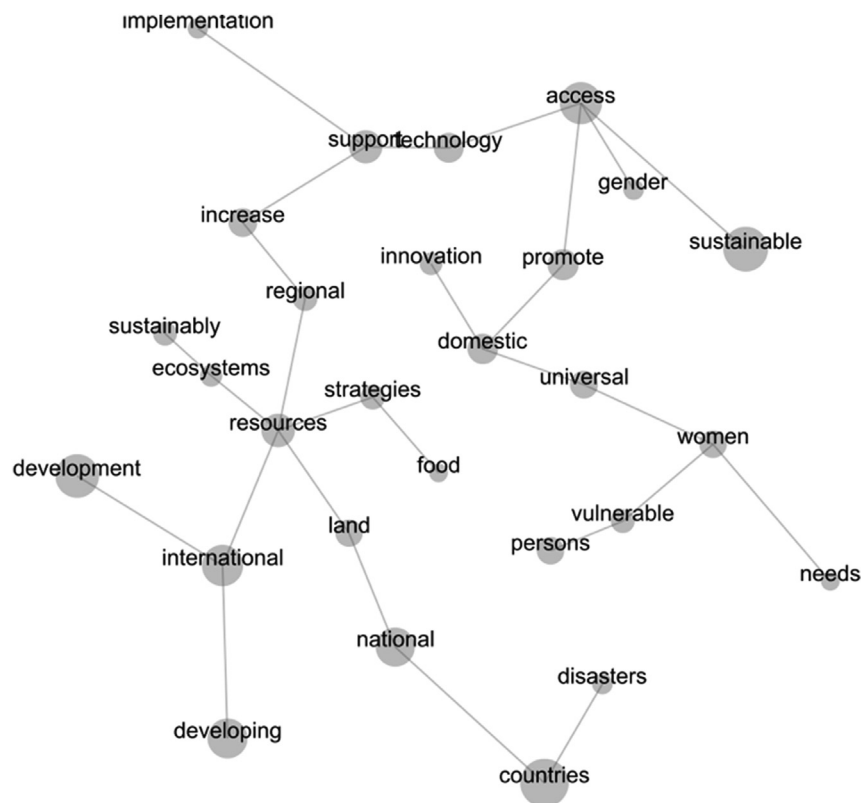 implementation
access
support
technology
gender
increase
sustainable
innovation
promote
regional
sustainably
domestic
ecosystems
universal
strategies
resources
women
food
development
land
vulnerable
persons
international
needs
national
disasters
developing
countries